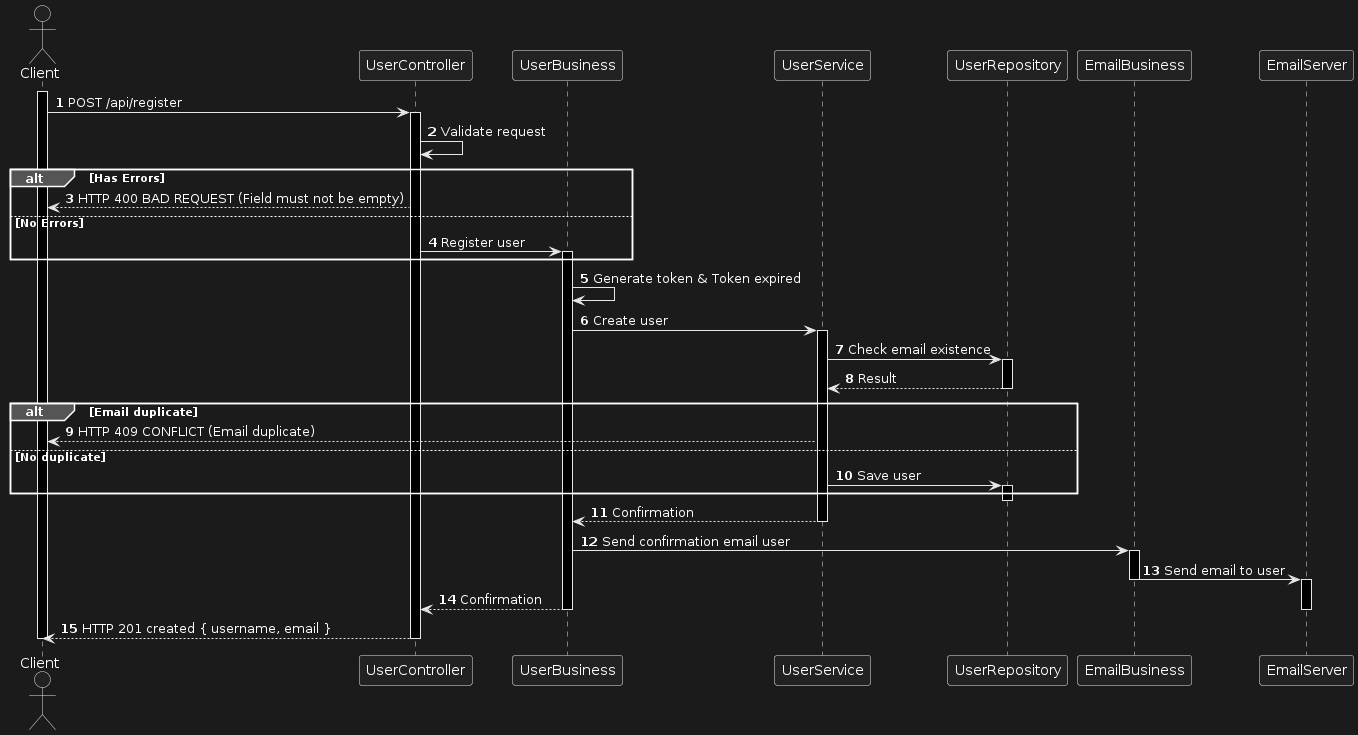 Client
UserController
UserBusiness
UserService
UserRepository
EmailBusiness
EmailServer
1 POST /api/register
2 Validate request
alt [Has Errors]
3 HTTP 400 BAD REQUEST (Field must not be empty)
[No Errors]
4 Register user
5 Generate token & Token expired
6 Create user
7 Check email existence
8 Result
alt [Email duplicate]
9 HTTP 409 CONFLICT (Email duplicate)
[No duplicate]
10 Save user
11 Confirmation
12 Send confirmation email user
13 Send email to user
14 Confirmation
15 HTTP 201 created { username, email }
Client
UserController
UserBusiness
UserService
UserRepository
EmailBusiness
EmailServer